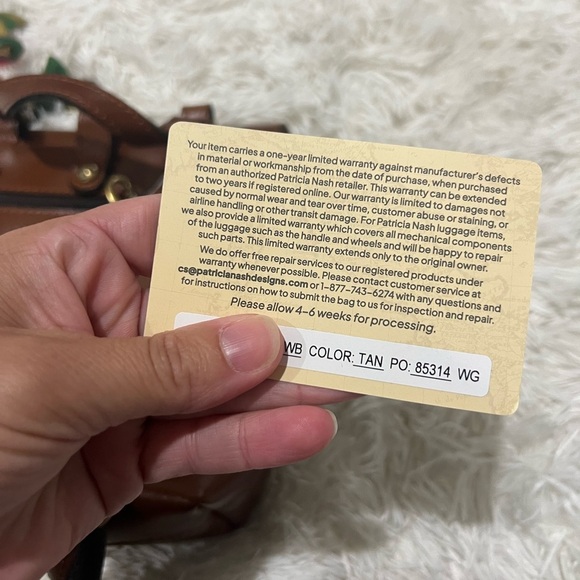 Your item carries a one-year limited warranty against manufacturer's defects
in material or workmanship from the date of purchase, when purchased
from an authorized Patricia Nash retailer. This warranty can be extended
to two years if registered online. Our warranty is limited to damages not
caused by normal wear and tear over time, customer abuse or staining, or
airline handling or other transit damage. For Patricia Nash luggage items,
we also provide a limited warranty which covers all mechanical components
of the luggage such as the handle and wheels and will be happy to repair
such parts. This limited warranty extends only to the original owner.
We do offer free repair services to our registered products under
warranty whenever possible. Please contact customer service at
cs@patricianashdesigns.com or 1-877-743-6274 with any questions and
for instructions on how to submit the bag to us for inspection and repair.
Please allow 4-6 weeks for processing.
WB COLOR: TAN PO: 85314 WG